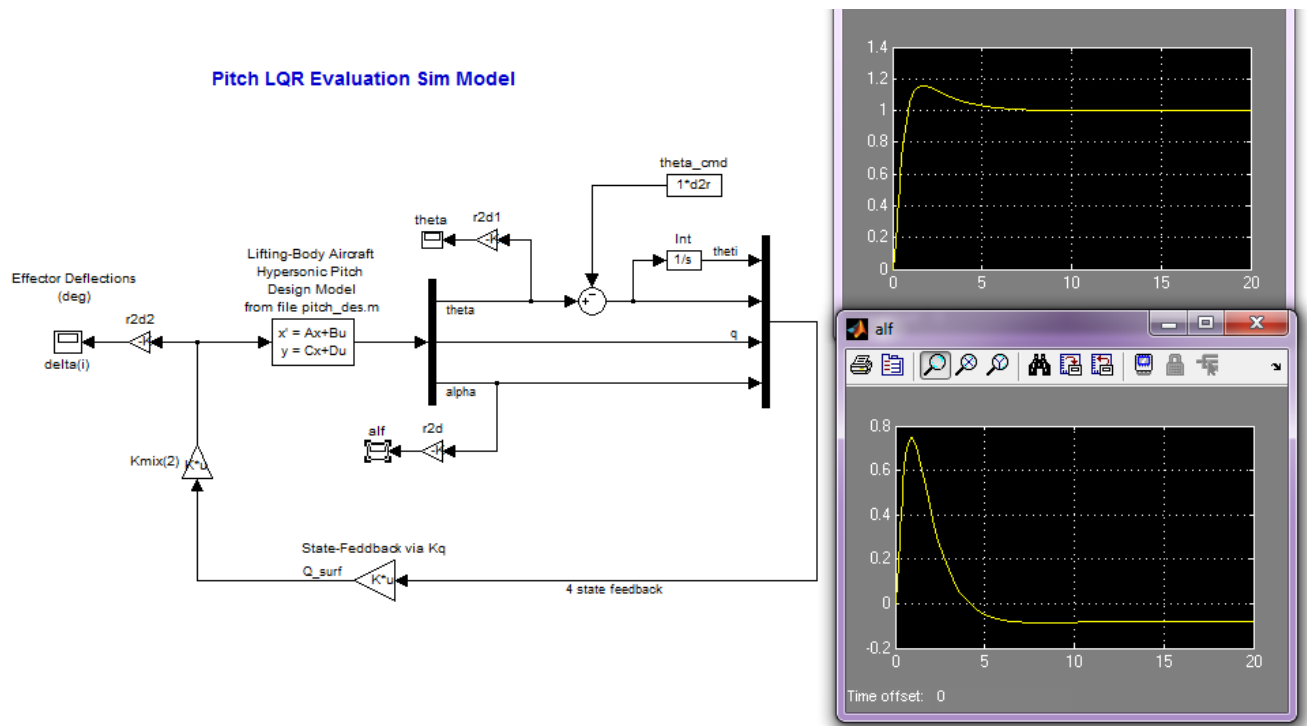 Pitch LQR Evaluation Sim Model
theta_cmd
1*d2r
theta
r2d1
-K
Int
1/s
theti
Lifting-Body Aircraft
Hypersonic Pitch
Design Model
from file pitch_des.m
x' = Ax+Bu
y = Cx+Du
Effector Deflections
(deg)
r2d2
-K
delta(i)
theta
+
−
q
alpha
alf
r2d
-K
Kmix(2)
K*u
State-Feddback via Kq
Q_surf
K*u
4 state feedback
1.4
1.2
1
0.8
0.6
0.4
0.2
0
0
5
10
15
20
alf
0.8
0.6
0.4
0.2
0
-0.2
0
5
10
15
20
Time offset: 0